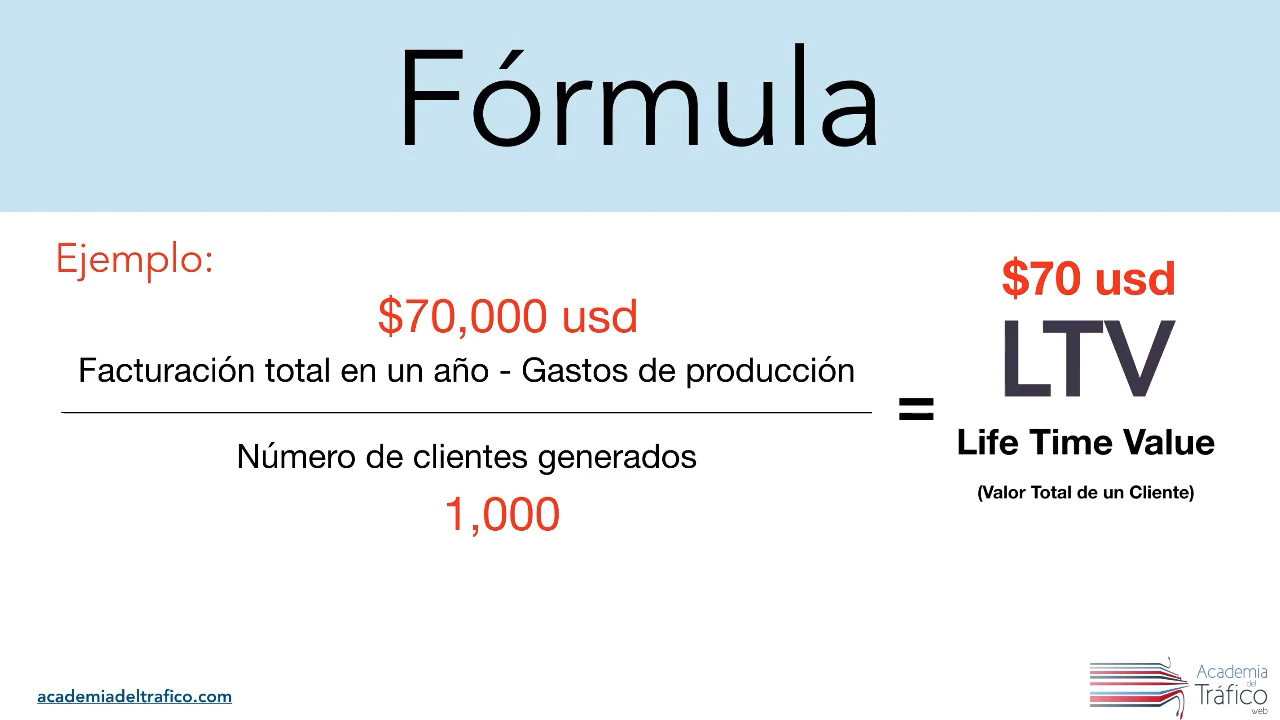 Fórmula
Ejemplo:
$70,000 usd
Facturación total en un año - Gastos de producción
Número de clientes generados
1,000
=
$70 usd
LTV
Life Time Value
(Valor Total de un Cliente)
academiadeltrafico.com
Academia
del
Tráfico
web